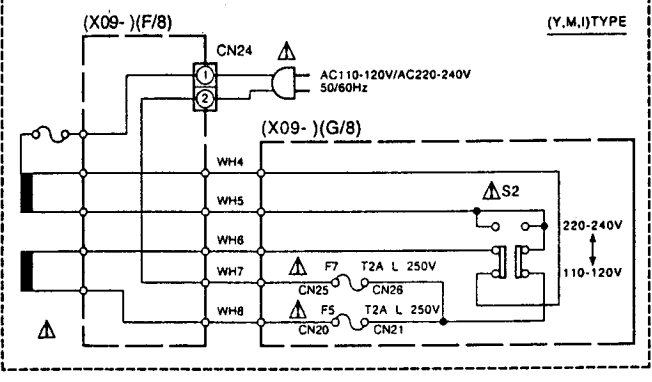 (X09- )(F/8)
(Y,M,I)TYPE
CN24
1
AC110-120V/AC220-240V
2
50/60Hz
(X09- )(G/8)
WH4
S2
WH5
220-240V
WH6
F7 T2A L 250V
110-120V
WH7
CN25 CN26
F5 T2A L 250V
WH8
CN20 CN21